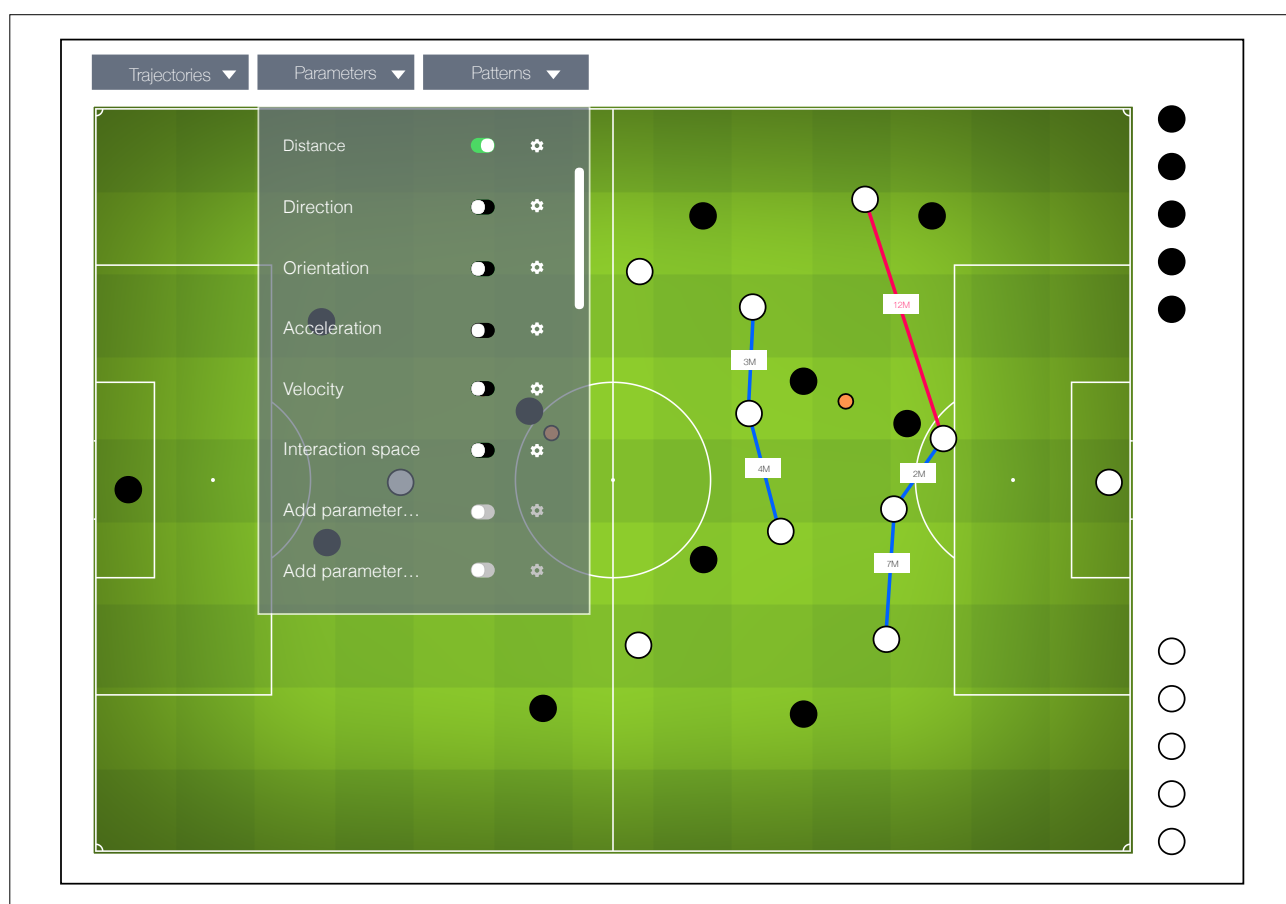 Trajectories
Parameters
Patterns
Distance
Direction
Orientation
Acceleration
Velocity
Interaction space
Add parameter...
Add parameter...
12M
3M
4M
2M
7M